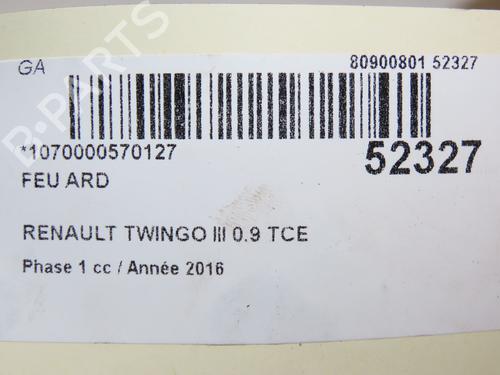 GA 80900801 52327
*1070000570127 52327
FEU ARD
RENAULT TWINGO III 0.9 TCE
Phase 1 cc / Année 2016
B-PARTS